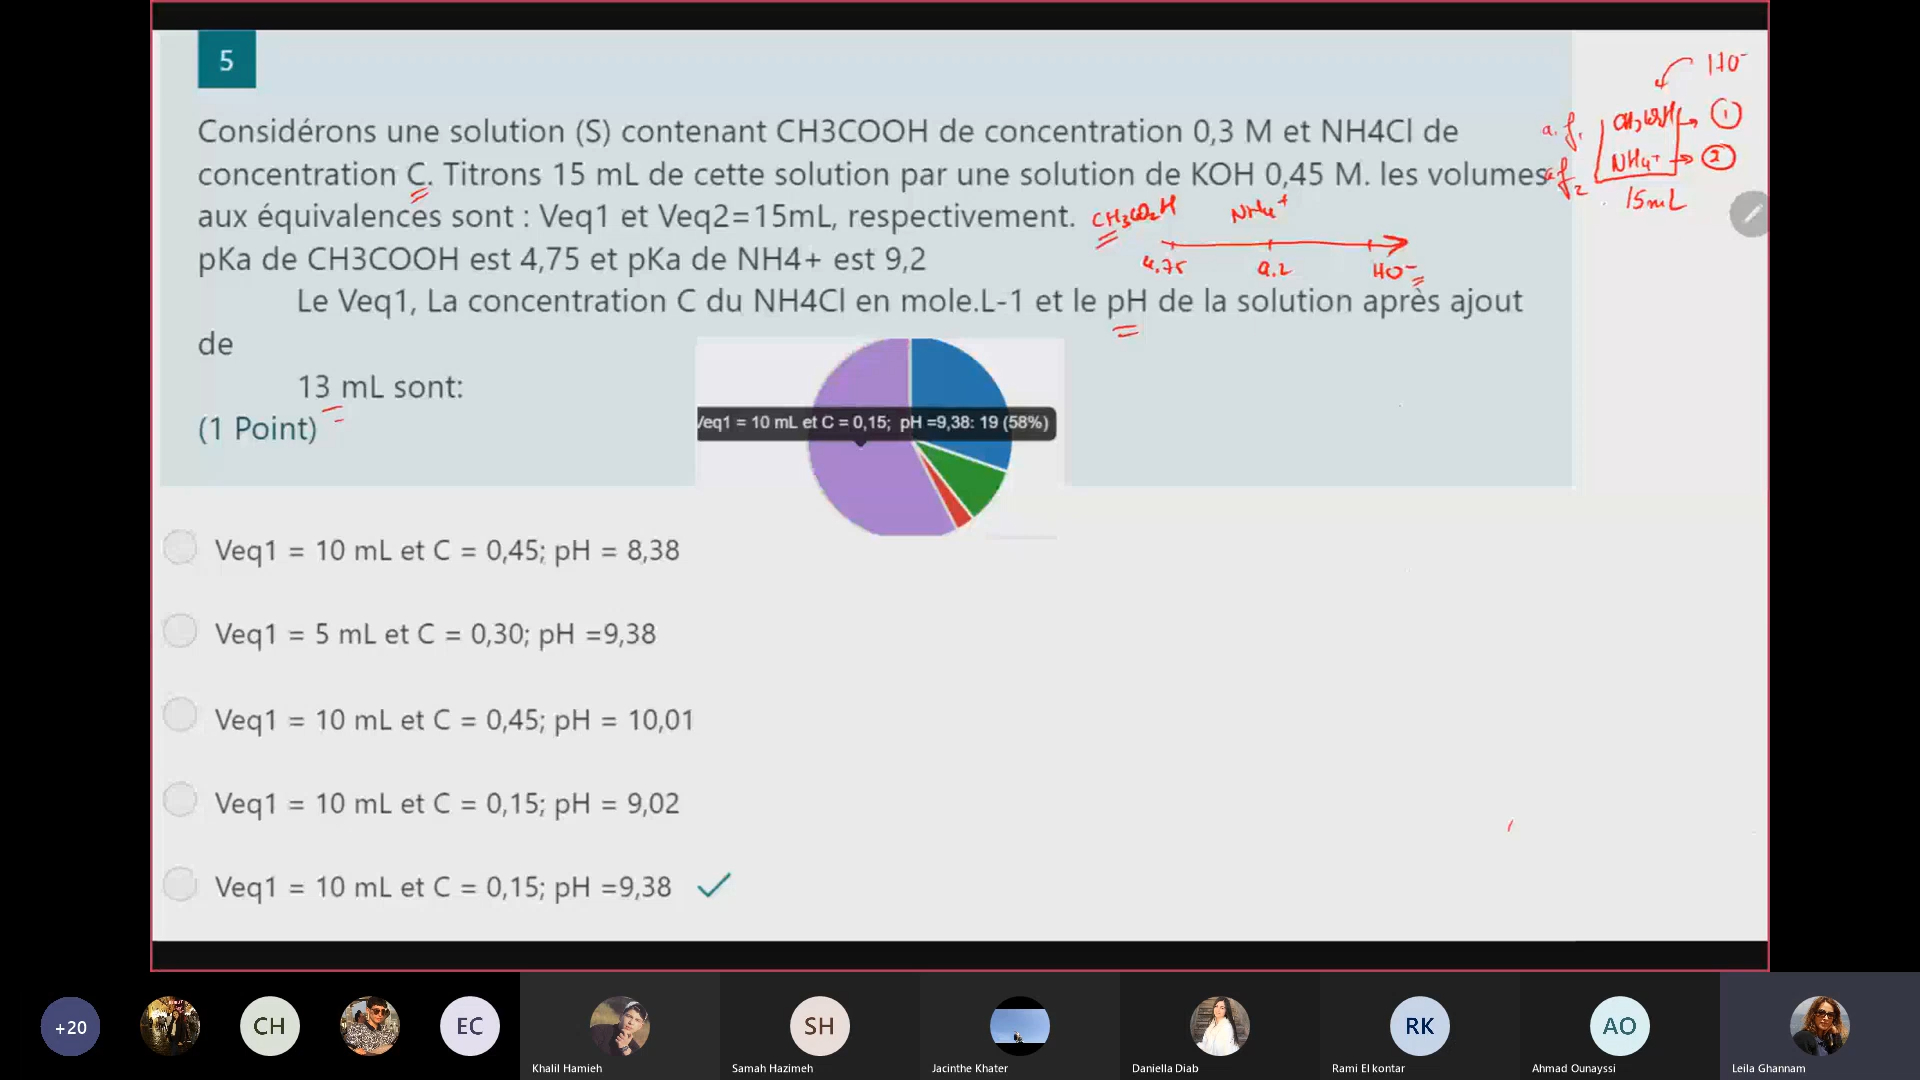 5
Considérons une solution (S) contenant CH3COOH de concentration 0,3 M et NH4Cl de
concentration C. Titrons 15 mL de cette solution par une solution de KOH 0,45 M. les volumes
aux équivalences sont : Veq1 et Veq2=15mL, respectivement.
pKa de CH3COOH est 4,75 et pKa de NH4+ est 9,2
Le Veq1, La concentration C du NH4Cl en mole.L-1 et le pH de la solution après ajout
de
13 mL sont:
(1 Point)
HO-
a.f1 CH3COOH 1
a.f2 NH4+ 2
15mL
CH3CO2H NH4+
4.75 9.2 HO-
Veq1 = 10 mL et C = 0,15; pH =9,38: 19 (58%)
Veq1 = 10 mL et C = 0,45; pH = 8,38
Veq1 = 5 mL et C = 0,30; pH =9,38
Veq1 = 10 mL et C = 0,45; pH = 10,01
Veq1 = 10 mL et C = 0,15; pH = 9,02
Veq1 = 10 mL et C = 0,15; pH =9,38
+20 CH EC SH RK AO
Khalil Hamieh Samah Hazimeh Jacinthe Khater Daniella Diab Rami El kontar Ahmad Ounayssi Leila Ghannam